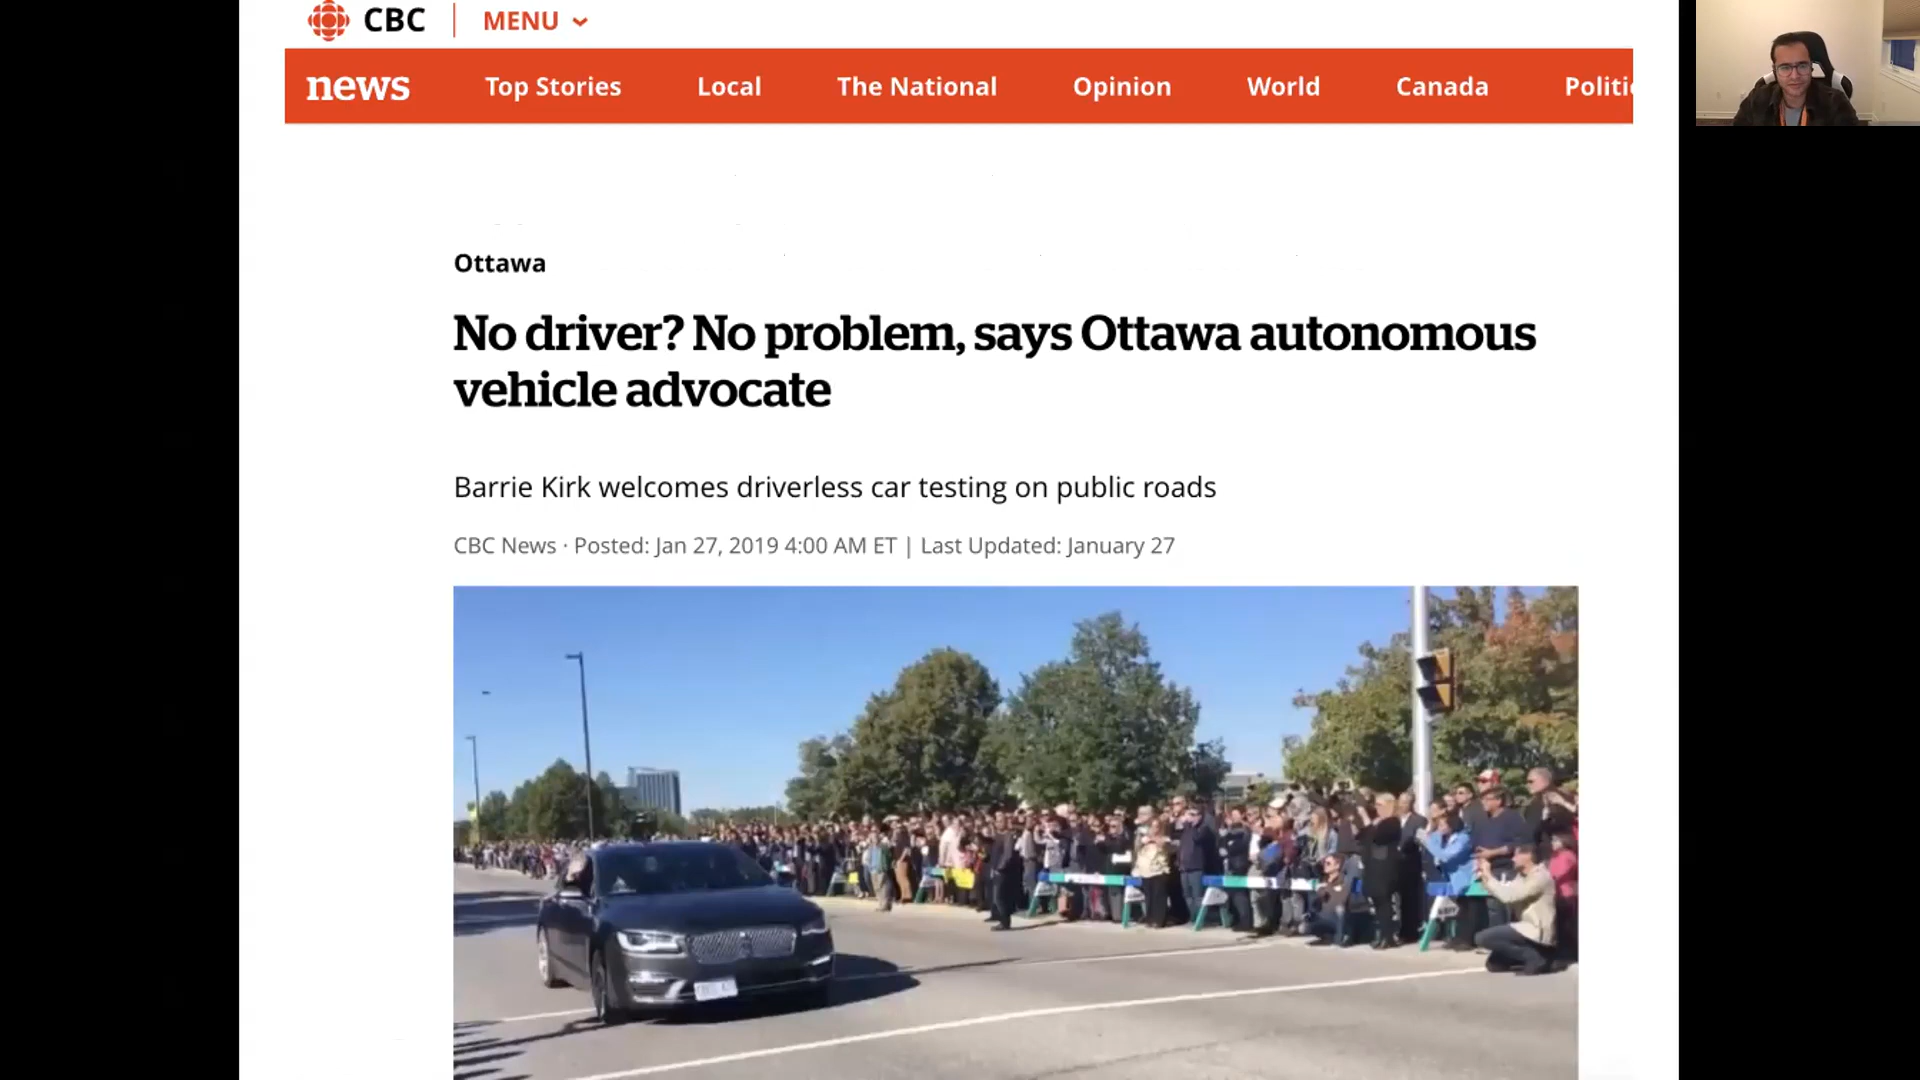 CBC MENU
news Top Stories Local The National Opinion World Canada Politi
Ottawa
No driver? No problem, says Ottawa autonomous
vehicle advocate
Barrie Kirk welcomes driverless car testing on public roads
CBC News · Posted: Jan 27, 2019 4:00 AM ET | Last Updated: January 27